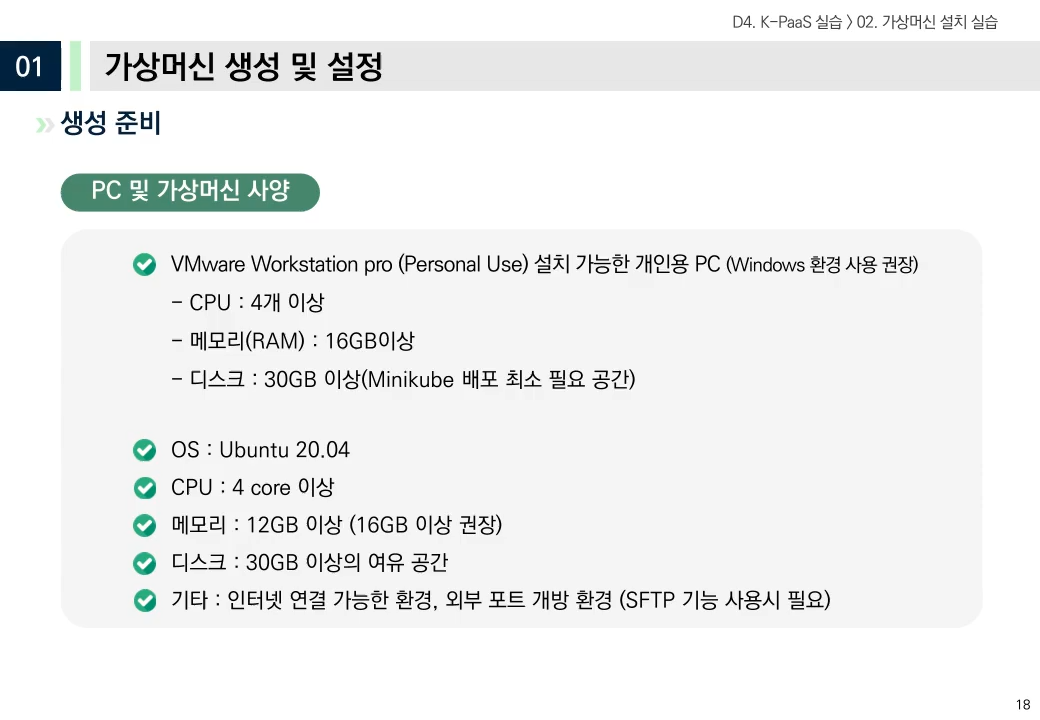 D4. K-PaaS 실습 > 02. 가상머신 설치 실습
01 가상머신 생성 및 설정
생성 준비
PC 및 가상머신 사양
VMware Workstation pro (Personal Use) 설치 가능한 개인용 PC (Windows 환경 사용 권장)
- CPU : 4개 이상
- 메모리(RAM) : 16GB이상
- 디스크 : 30GB 이상(Minikube 배포 최소 필요 공간)
OS : Ubuntu 20.04
CPU : 4 core 이상
메모리 : 12GB 이상 (16GB 이상 권장)
디스크 : 30GB 이상의 여유 공간
기타 : 인터넷 연결 가능한 환경, 외부 포트 개방 환경 (SFTP 기능 사용시 필요)
18